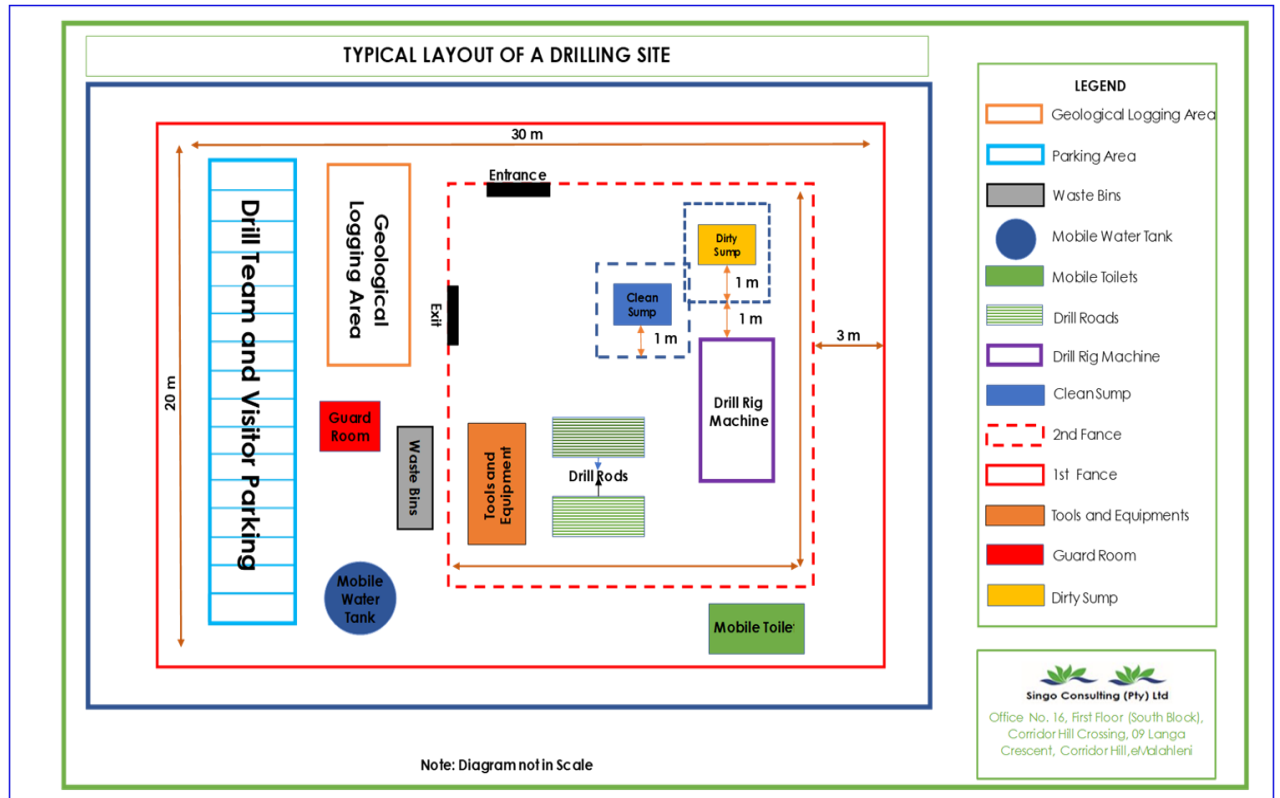 TYPICAL LAYOUT OF A DRILLING SITE
30 m
20 m
Drill Team and Visitor Parking
Geological
Logging Area
Entrance
Exit
Dirty
Sump
1 m
Clean
Sump
1 m
1 m
3 m
Drill Rig
Machine
Guard
Room
Waste Bins
Tools and
Equipment
Drill Rods
Mobile
Water
Tank
Mobile Toile
Note: Diagram not in Scale
LEGEND
Geological Logging Area
Parking Area
Waste Bins
Mobile Water Tank
Mobile Toilets
Drill Roads
Drill Rig Machine
Clean Sump
2nd Fance
1st Fance
Tools and Equipments
Guard Room
Dirty Sump
Singo Consulting (Pty) Ltd
Office No. 16, First Floor (South Block),
Corridor Hill Crossing, 09 Langa
Crescent, Corridor Hill,eMalahleni